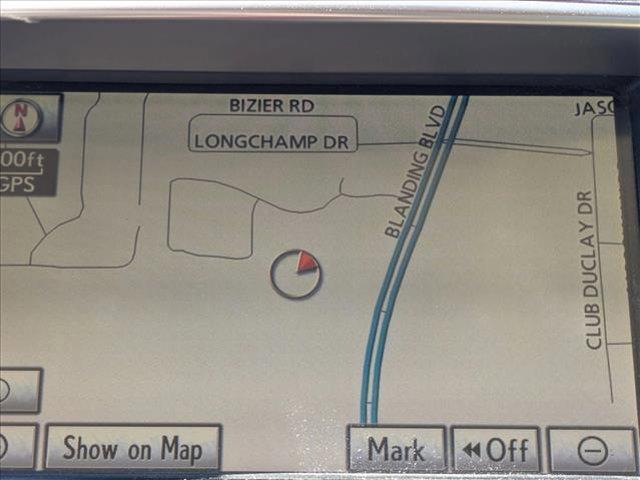 N
BIZIER RD
JASC
LONGCHAMP DR
BLANDING BLVD
00ft
GPS
CLUB DUCLAY DR
Show on Map
Mark
Off